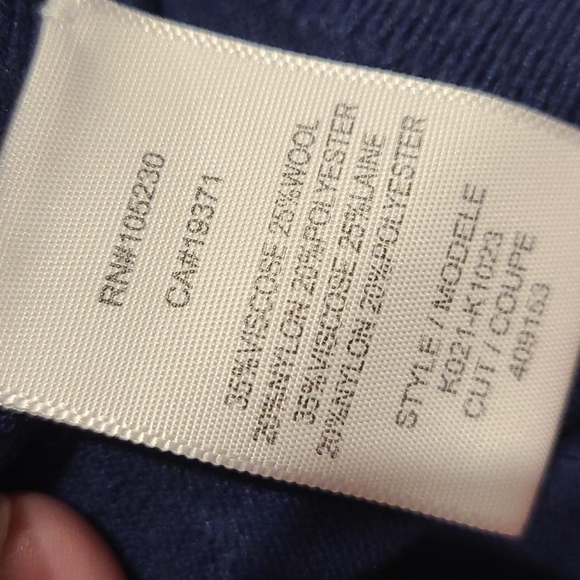 RN#105230
CA#19371
35%VISCOSE 25%WOOL
20%NYLON 20%POLYESTER
35%VISCOSE 25%LAINE
20%NYLON 20%POLYESTER
STYLE / MODELE
K021-K1023
CUT / COUPE
409153